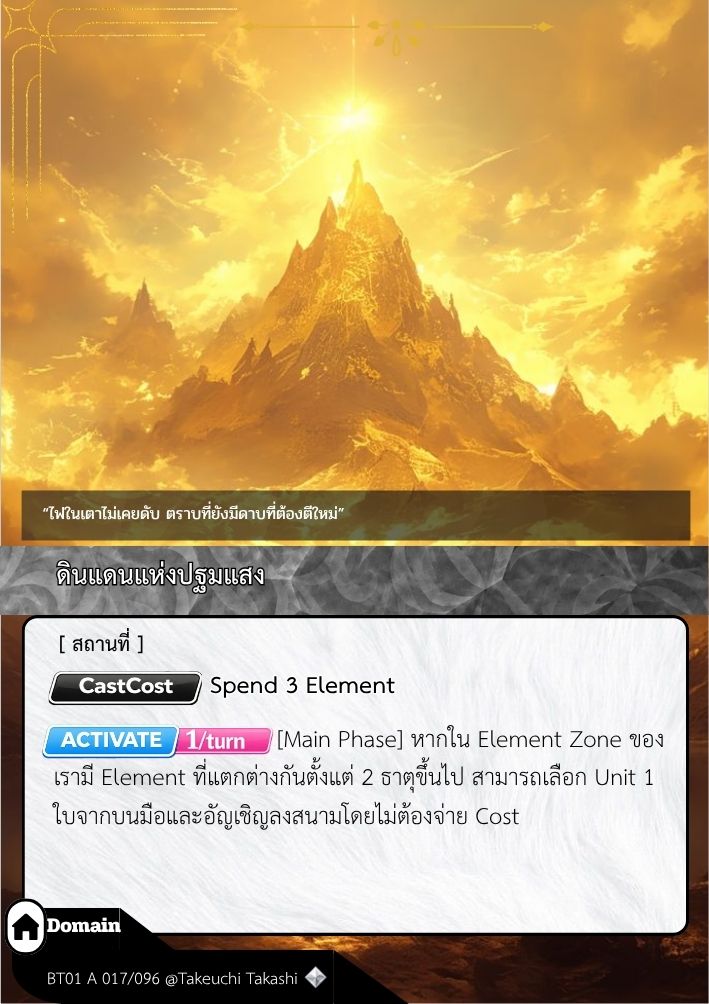 “ไฟในเตาไม่เคยดับ ตราบที่ยังมีดาบที่ต้องตีใหม่”
ดินแดนแห่งปฐมแสง
[ สถานที่ ]
CastCost Spend 3 Element
ACTIVATE 1/turn [Main Phase] หากใน Element Zone ของ
เรามี Element ที่แตกต่างกันตั้งแต่ 2 ธาตุขึ้นไป สามารถเลือก Unit 1
ใบจากบนมือและอัญเชิญลงสนามโดยไม่ต้องจ่าย Cost
Domain
BT01 A 017/096 @Takeuchi Takashi